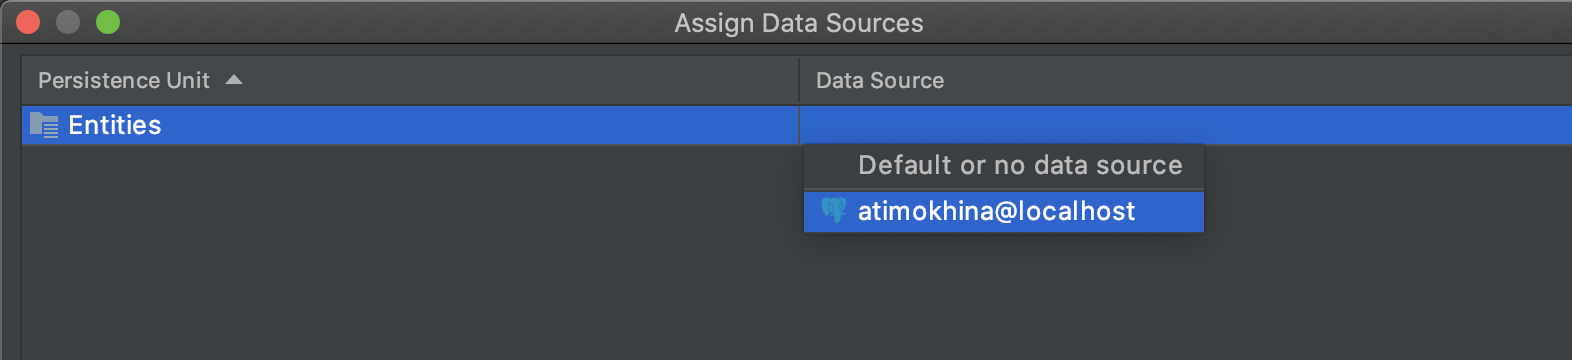 Assign Data Sources
Persistence Unit Data Source
Entities
Default or no data source
atimokhina@localhost